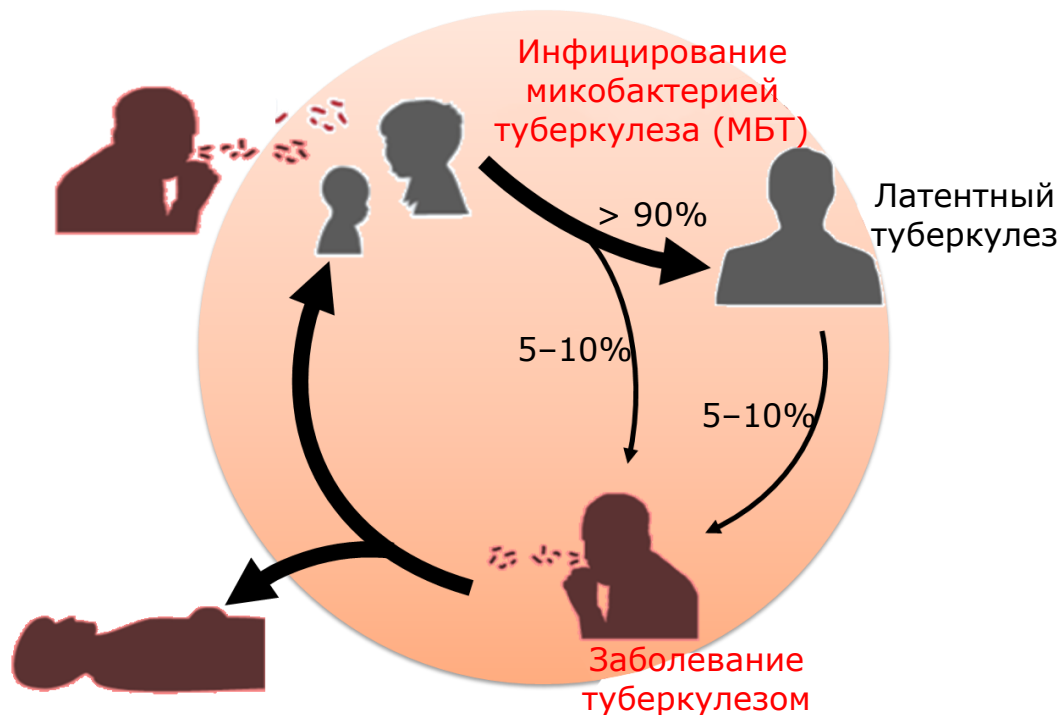 Инфицирование
микобактерией
туберкулеза (МБТ)
Латентный
туберкулез
> 90%
5–10%
5–10%
Заболевание
туберкулезом